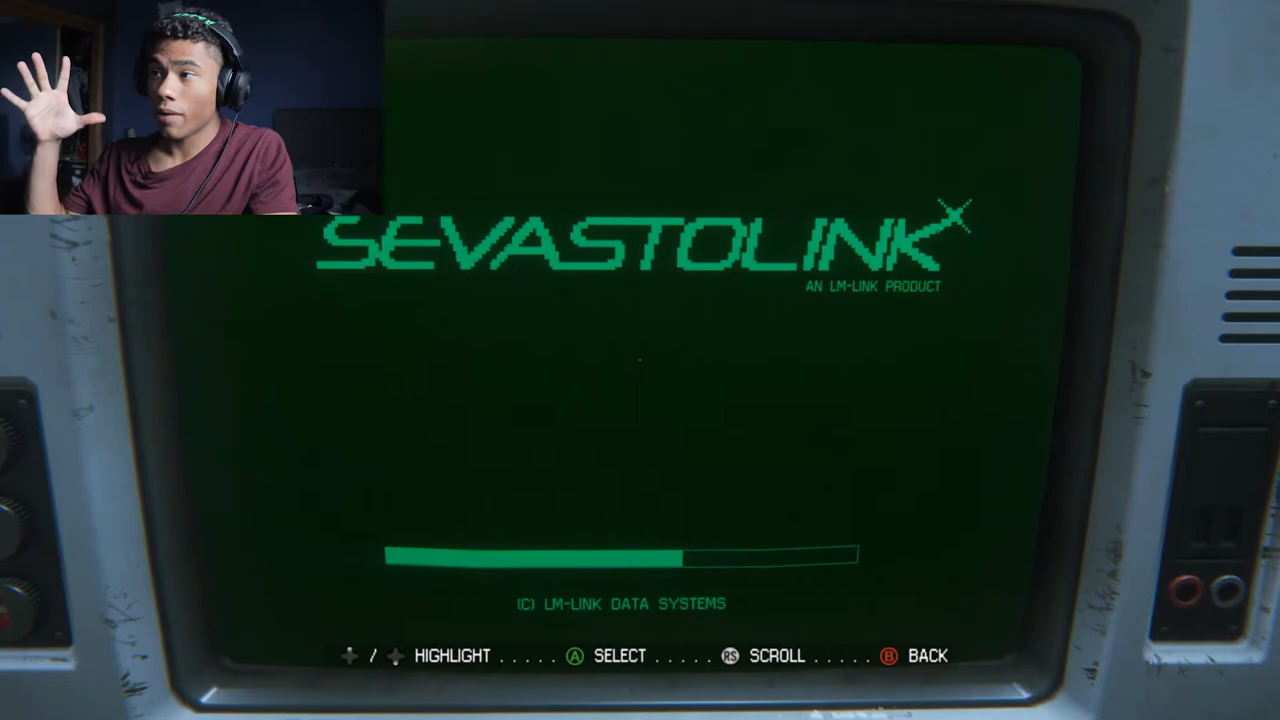 SEVASTOLINK
AN LM-LINK PRODUCT
(C) LM-LINK DATA SYSTEMS
/ HIGHLIGHT ..... A SELECT ..... RS SCROLL ..... B BACK